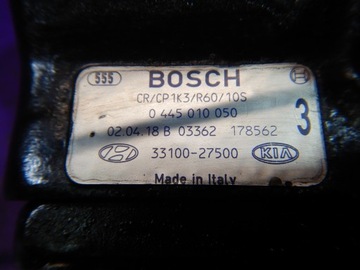 555 BOSCH
CR/CP1K3/R60/10S
0 445 010 050
02.04.18 B 03362 178562 3
33100-27500 KIA
Made in Italy